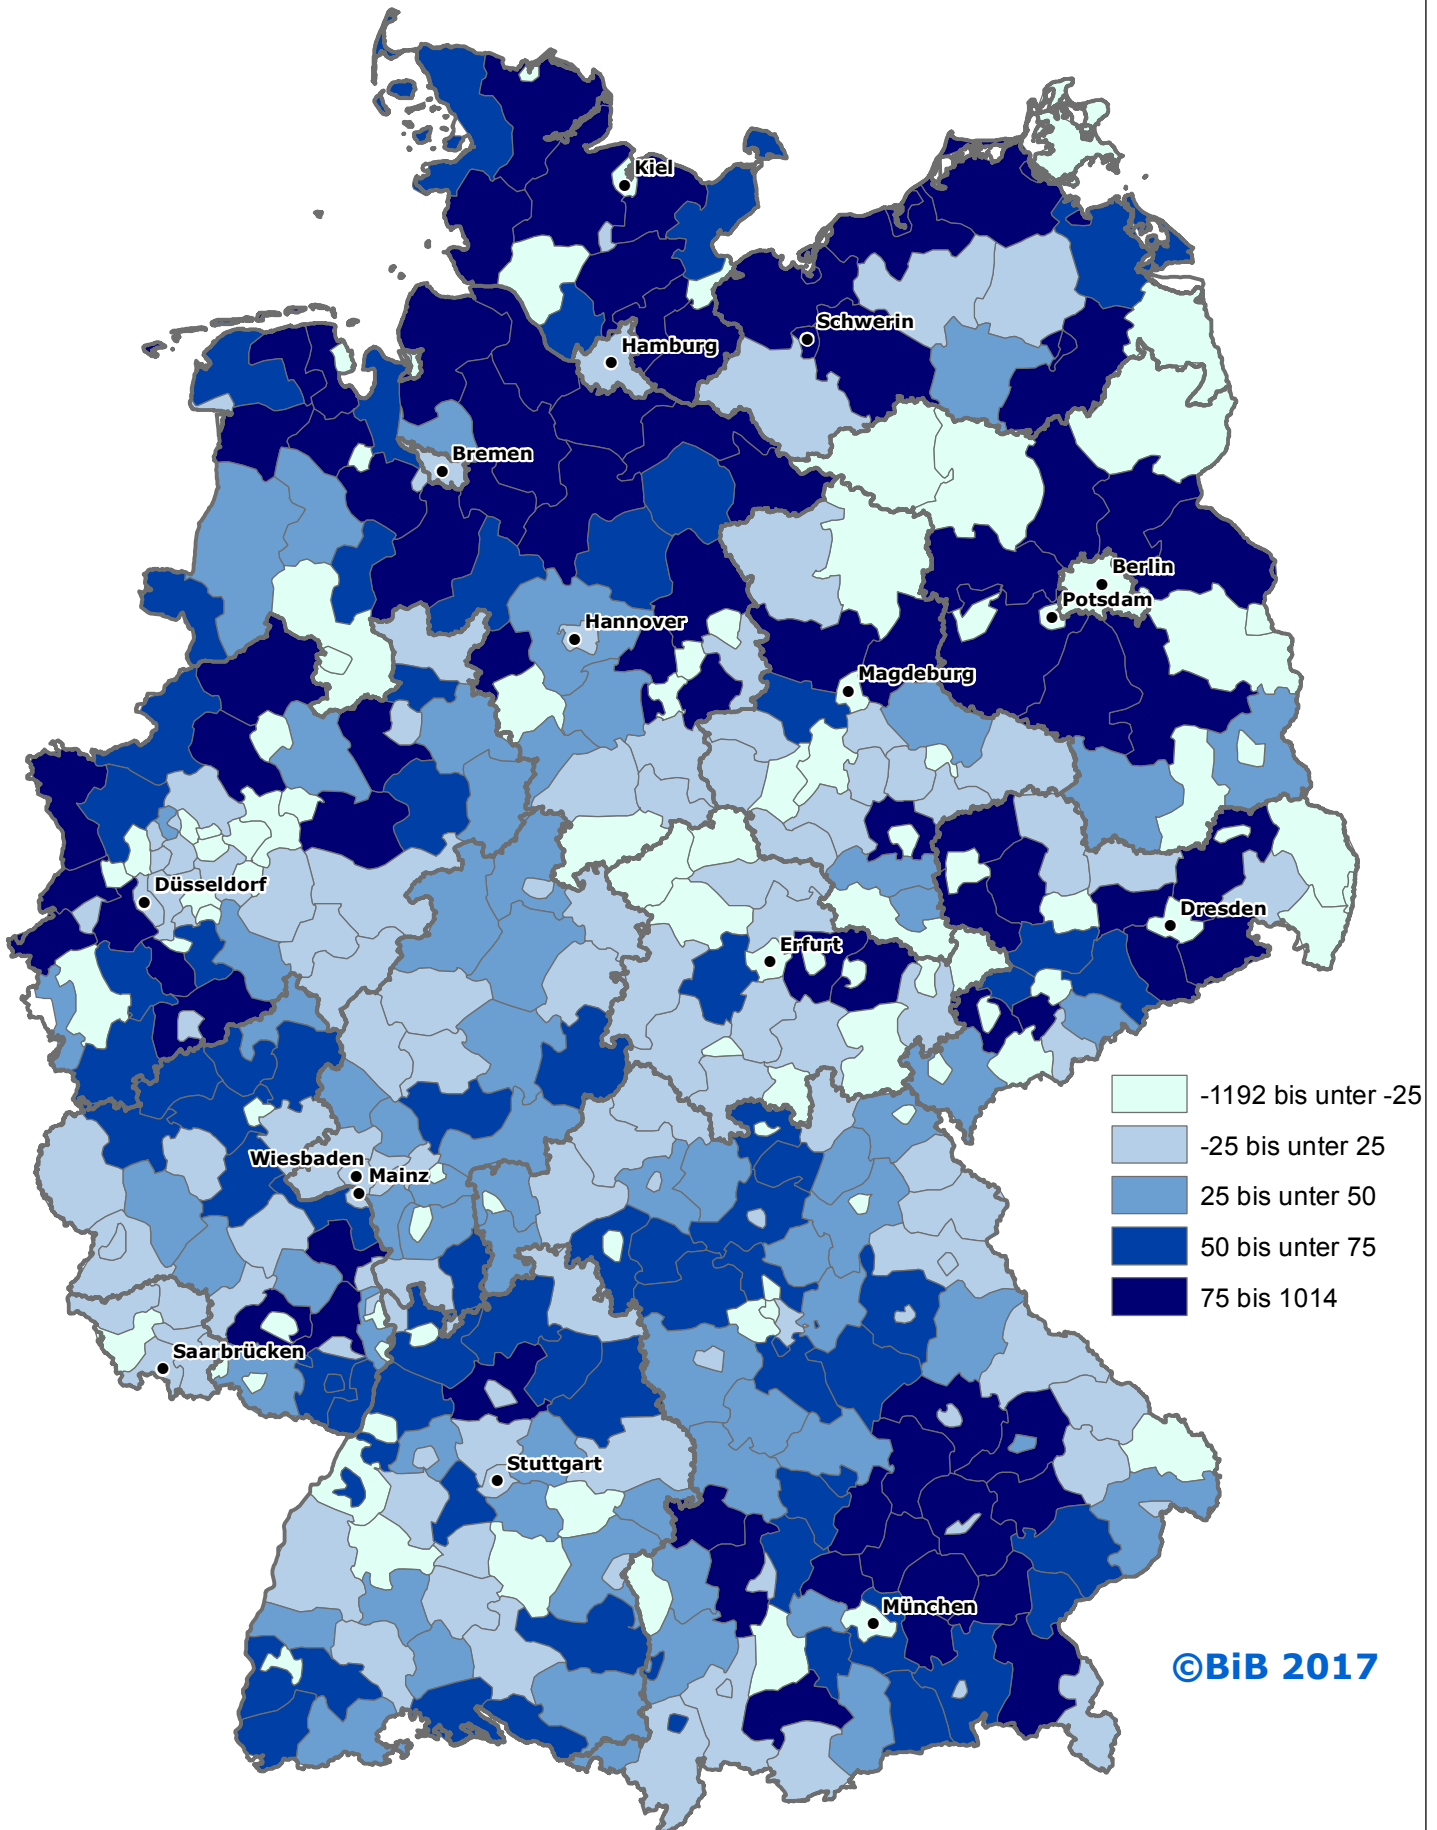 Kiel
Schwerin
Hamburg
Bremen
Berlin
Potsdam
Hannover
Magdeburg
Düsseldorf
Dresden
Erfurt
-1192 bis unter -25
-25 bis unter 25
Wiesbaden
Mainz
25 bis unter 50
50 bis unter 75
75 bis 1014
Saarbrücken
Stuttgart
München
©BiB 2017